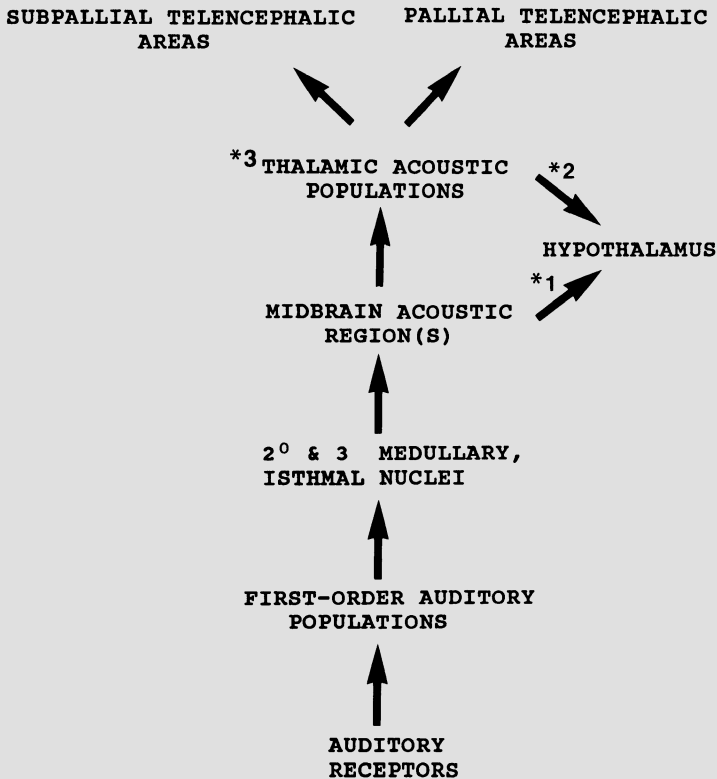 SUBPALLIAL TELENCEPHALIC
AREAS
PALLIAL TELENCEPHALIC
AREAS
*3 THALAMIC ACOUSTIC
POPULATIONS
*2
HYPOTHALAMUS
*1
MIDBRAIN ACOUSTIC
REGION(S)
2º & 3 MEDULLARY,
ISTHMAL NUCLEI
FIRST-ORDER AUDITORY
POPULATIONS
AUDITORY
RECEPTORS